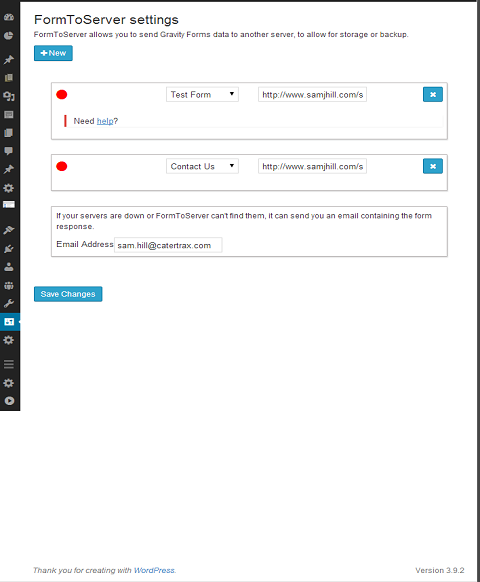 FormToServer settings
FormToServer allows you to send Gravity Forms data to another server, to allow for storage or backup.
+ New
Test Form http://www.samjhill.com/s
Need help?
Contact Us http://www.samjhill.com/s
If your servers are down or FormToServer can't find them, it can send you an email containing the form
response.
Email Address sam.hill@catertrax.com
Save Changes
Thank you for creating with WordPress. Version 3.9.2